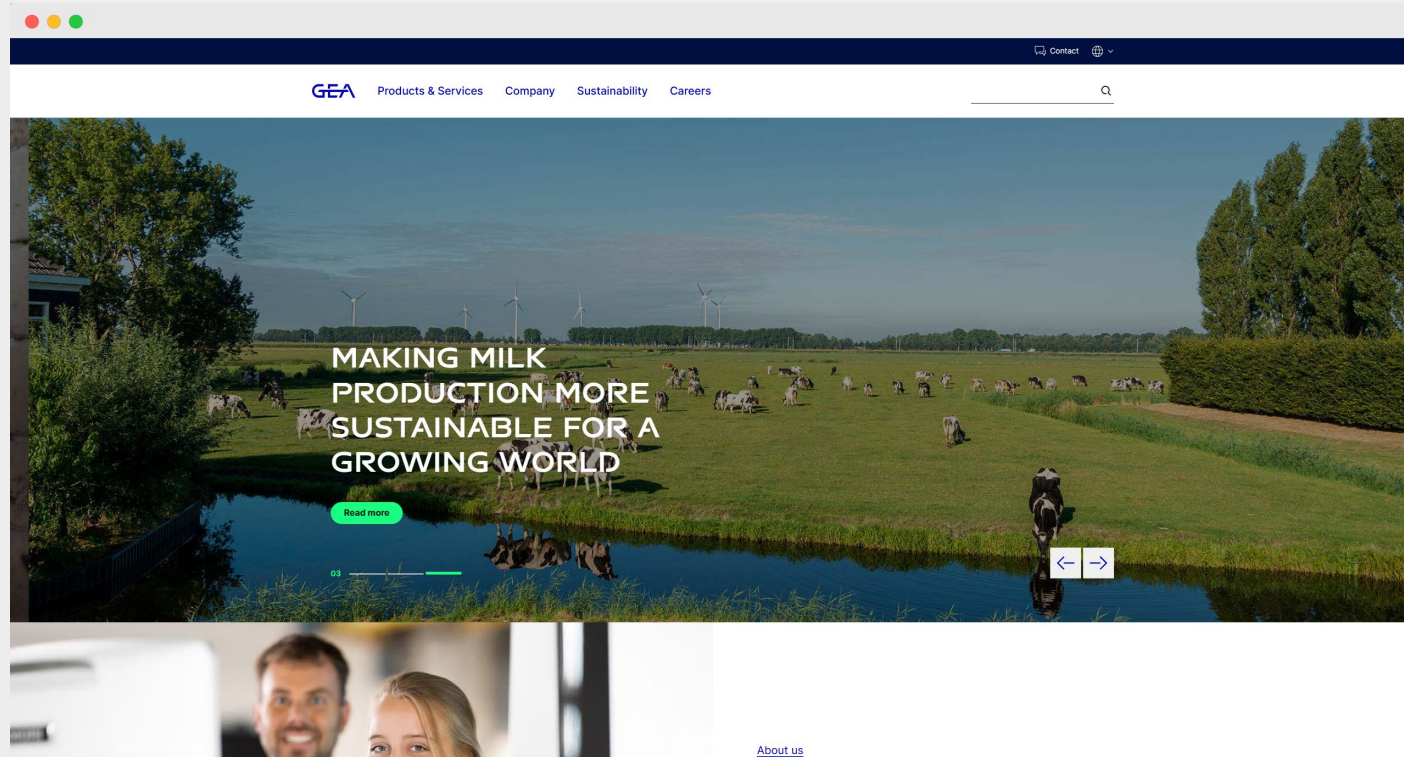 Contact
GEA
Products & Services Company Sustainability Careers
MAKING MILK
PRODUCTION MORE
SUSTAINABLE FOR A
GROWING WORLD
Read more
03
About us